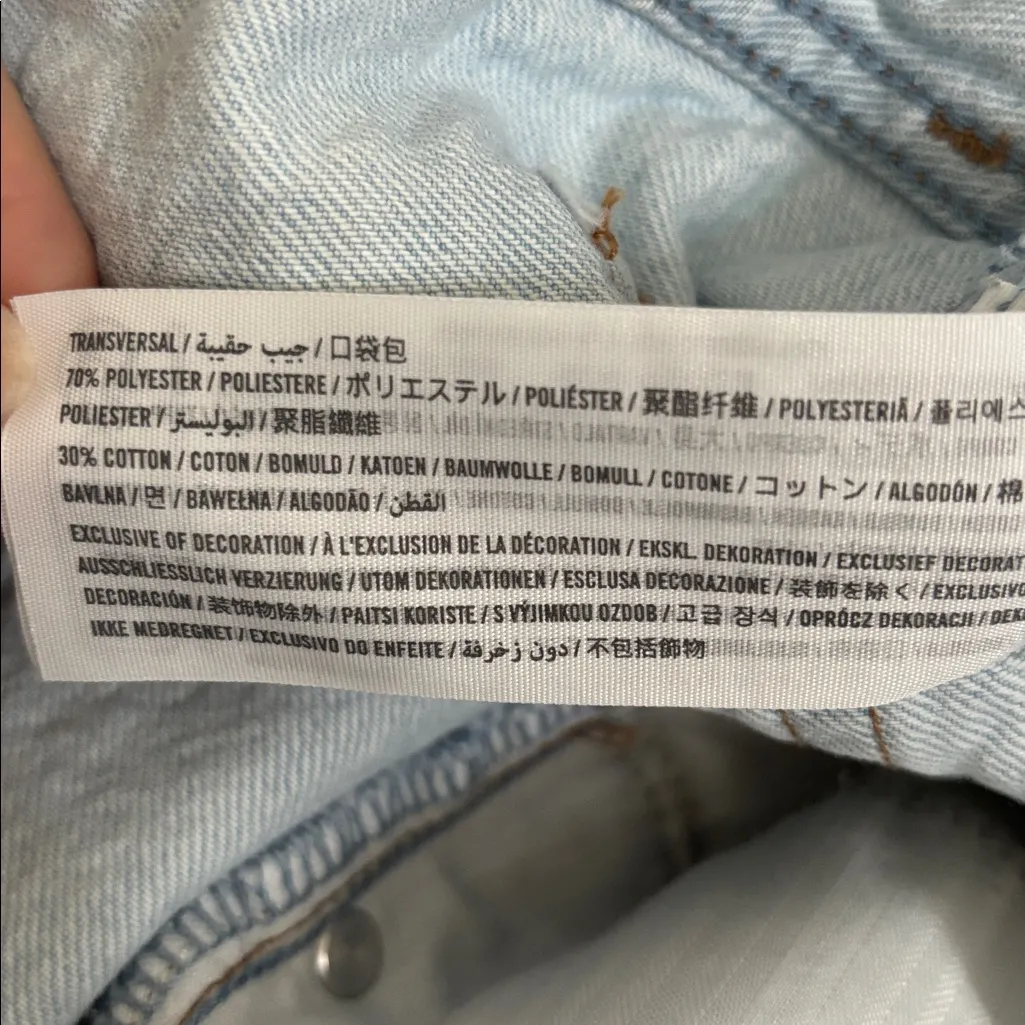 TRANSVERSAL / جيب حقيبة / 口袋包
70% POLYESTER / POLIESTERE / ポリエステル / POLIÉSTER / 聚酯纤维 / POLYESTERIÄ / 폴리에스
POLIESTER / البوليستر / 聚脂纖維
30% COTTON / COTON / BOMULD / KATOEN / BAUMWOLLE / BOMULL / COTONE / コットン / ALGODÓN / 棉
BAVLNA / 면 / BAWEŁNA / ALGODÃO / القطن
EXCLUSIVE OF DECORATION / À L'EXCLUSION DE LA DÉCORATION / EKSKL. DEKORATION / EXCLUSIEF DECORAT
AUSSCHLIESSLICH VERZIERUNG / UTOM DEKORATIONEN / ESCLUSA DECORAZIONE / 装飾を除く / EXCLUSIVO
DECORACIÓN / 装饰物除外 / PAITSI KORISTE / S VÝJIMKOU OZDOB / 고급 장식 / OPRÓCZ DEKORACJI / DEK
IKKE MEDREGNET / EXCLUSIVO DO ENFEITE / دون زخرفة / 不包括飾物